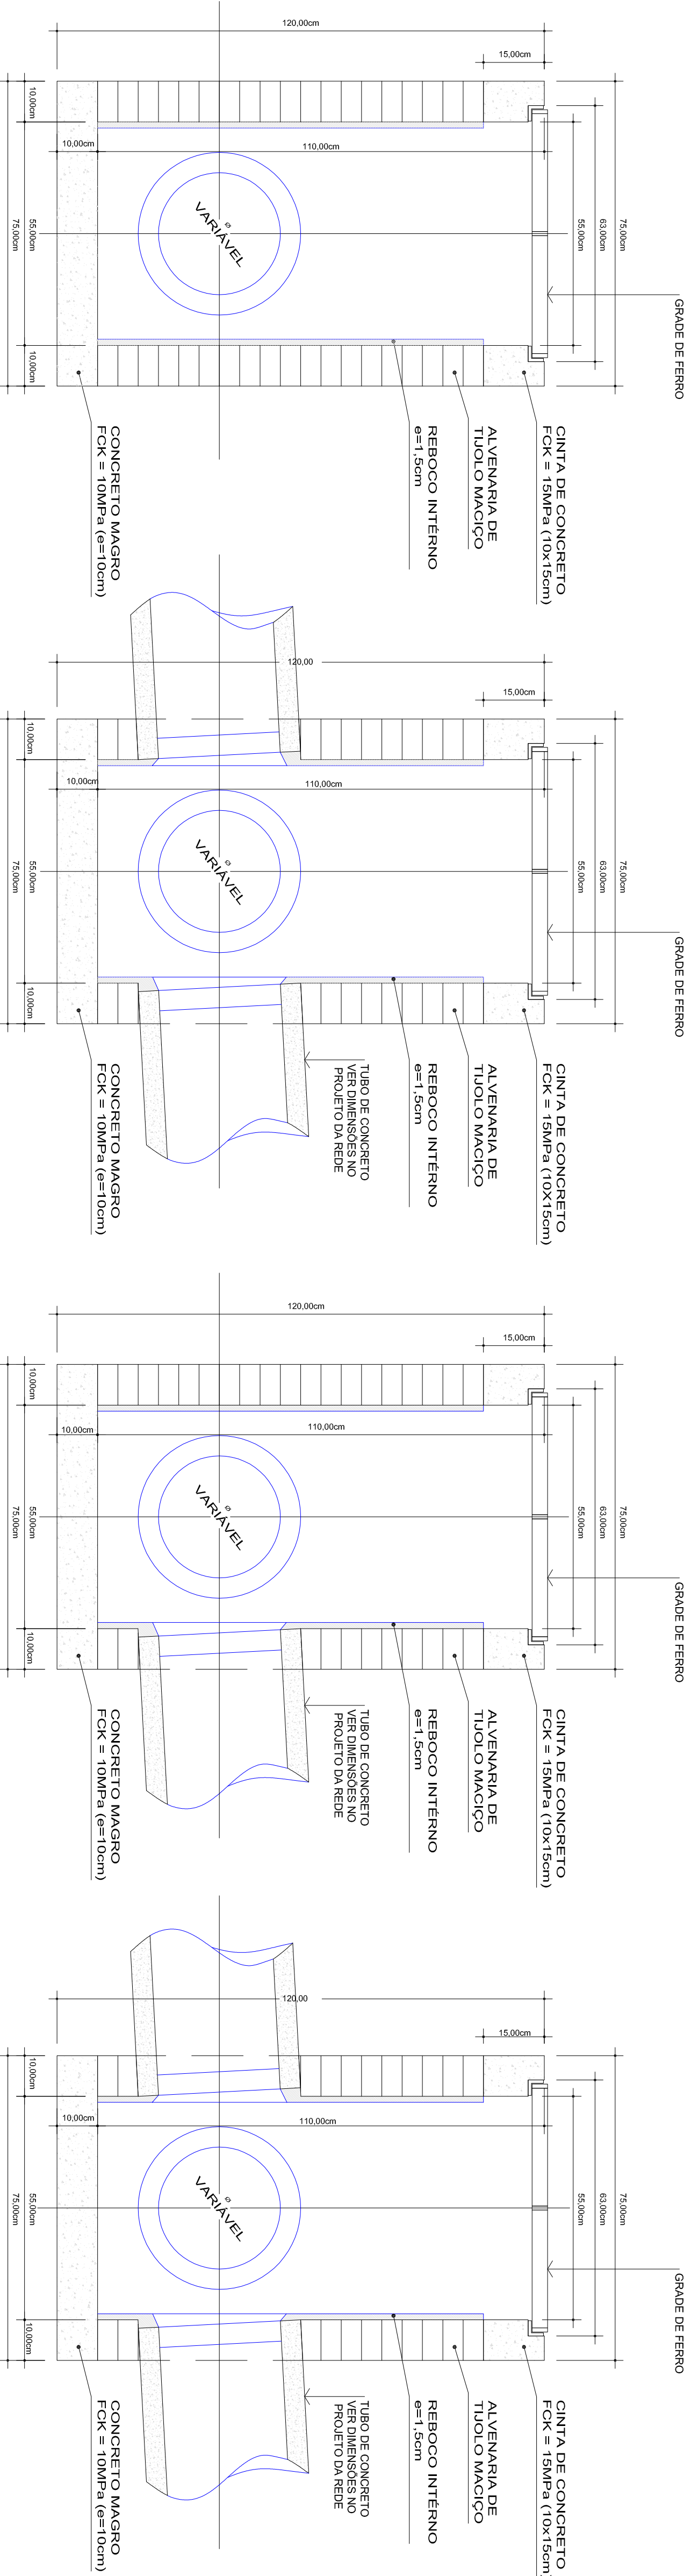 GRADE DE FERRO
75,00cm
63,00cm
55,00cm
15,00cm
120,00cm
110,00cm
10,00cm
Ø
VARIÁVEL
CINTA DE CONCRETO
FCK = 15MPa (10x15cm)
ALVENARIA DE
TIJOLO MACIÇO
REBOCO INTÉRNO
e=1,5cm
CONCRETO MAGRO
FCK = 10MPa (e=10cm)
10,00cm
55,00cm
10,00cm
75,00cm
GRADE DE FERRO
75,00cm
63,00cm
55,00cm
15,00cm
120,00
110,00cm
10,00cm
Ø
VARIÁVEL
CINTA DE CONCRETO
FCK = 15MPa (10X15cm)
ALVENARIA DE
TIJOLO MACIÇO
REBOCO INTÉRNO
e=1,5cm
TUBO DE CONCRETO
VER DIMENSÕES NO
PROJETO DA REDE
CONCRETO MAGRO
FCK = 10MPa (e=10cm)
10,00cm
55,00cm
10,00cm
75,00cm
GRADE DE FERRO
75,00cm
63,00cm
55,00cm
15,00cm
120,00cm
110,00cm
10,00cm
Ø
VARIÁVEL
CINTA DE CONCRETO
FCK = 15MPa (10x15cm)
ALVENARIA DE
TIJOLO MACIÇO
REBOCO INTÉRNO
e=1,5cm
TUBO DE CONCRETO
VER DIMENSÕES NO
PROJETO DA REDE
CONCRETO MAGRO
FCK = 10MPa (e=10cm)
10,00cm
55,00cm
10,00cm
75,00cm
GRADE DE FERRO
75,00cm
63,00cm
55,00cm
15,00cm
120,00
110,00cm
10,00cm
Ø
VARIÁVEL
CINTA DE CONCRETO
FCK = 15MPa (10x15cm
ALVENARIA DE
TIJOLO MACIÇO
REBOCO INTÉRNO
e=1,5cm
TUBO DE CONCRETO
VER DIMENSÕES NO
PROJETO DA REDE
CONCRETO MAGRO
FCK = 10MPa (e=10cm)
10,00cm
55,00cm
10,00cm
75,00cm